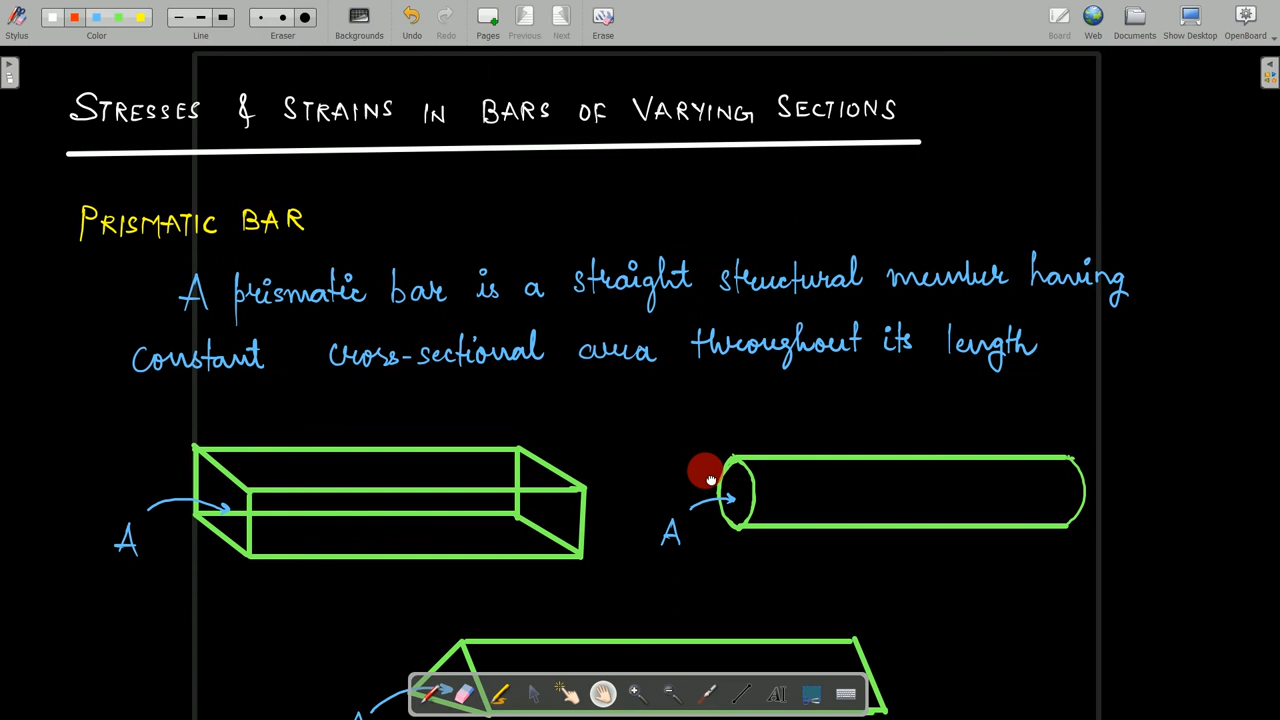 Stylus
Color
Line
Eraser
Backgrounds
Undo
Redo
Pages
Previous
Next
Erase
Board
Web
Documents
Show Desktop
OpenBoard
STRESSES & STRAINS IN BARS OF VARYING SECTIONS
PRISMATIC BAR
A prismatic bar is a straight structural member having
Constant cross-sectional area throughout its length
A
A